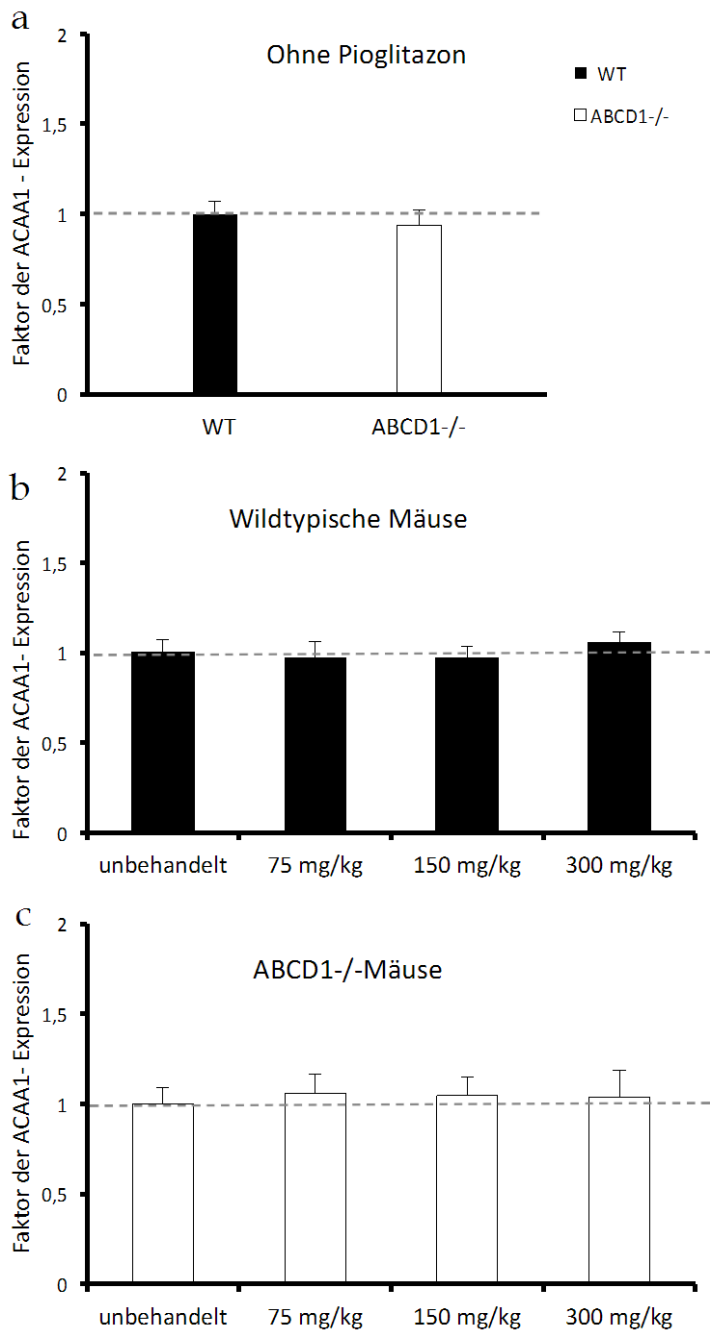 a
Ohne Pioglitazon
WT
ABCD1-/-
Faktor der ACAA1 - Expression
2
1,5
1
0,5
0
WT ABCD1-/-
b
Wildtypische Mäuse
Faktor der ACAA1- Expression
2
1,5
1
0,5
0
unbehandelt 75 mg/kg 150 mg/kg 300 mg/kg
c
ABCD1-/-Mäuse
Faktor der ACAA1- Expression
2
1,5
1
0,5
0
unbehandelt 75 mg/kg 150 mg/kg 300 mg/kg